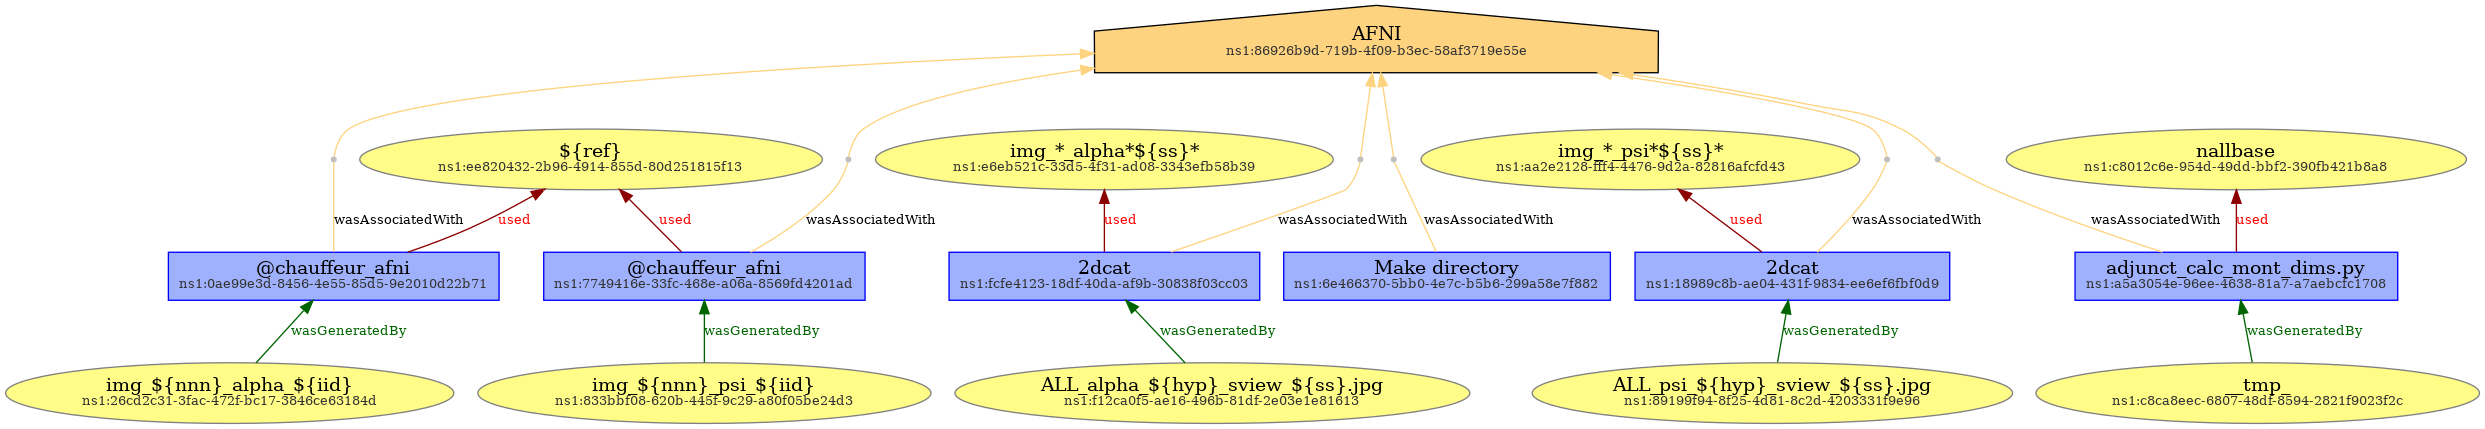 AFNI
ns1:86926b9d-719b-4f09-b3ec-58af3719e55e
${ref}
ns1:ee820432-2b96-4914-855d-80d251815f13
img_*_alpha*${ss}*
ns1:e6eb521c-33d5-4f31-ad08-3343efb58b39
img_*_psi*${ss}*
ns1:aa2e2128-fff4-4476-9d2a-82816afcfd43
nallbase
ns1:c8012c6e-954d-49dd-bbf2-390fb421b8a8
wasAssociatedWith
used
used
wasAssociatedWith
used
wasAssociatedWith
wasAssociatedWith
used
wasAssociatedWith
wasAssociatedWith
used
@chauffeur_afni
ns1:0ae99e3d-8456-4e55-85d5-9e2010d22b71
@chauffeur_afni
ns1:7749416e-33fc-468e-a06a-8569fd4201ad
2dcat
ns1:fcfe4123-18df-40da-af9b-30838f03cc03
Make directory
ns1:6e466370-5bb0-4e7c-b5b6-299a58e7f882
2dcat
ns1:18989c8b-ae04-431f-9834-ee6ef6fbf0d9
adjunct_calc_mont_dims.py
ns1:a5a3054e-96ee-4638-81a7-a7aebcfc1708
wasGeneratedBy
wasGeneratedBy
wasGeneratedBy
wasGeneratedBy
wasGeneratedBy
img_${nnn}_alpha_${iid}
ns1:26cd2c31-3fac-472f-bc17-3846ce63184d
img_${nnn}_psi_${iid}
ns1:833bbf08-620b-445f-9c29-a80f05be24d3
ALL_alpha_${hyp}_sview_${ss}.jpg
ns1:f12ca0f5-ae16-496b-81df-2e03e1e81613
ALL_psi_${hyp}_sview_${ss}.jpg
ns1:89199f94-8f25-4d81-8c2d-4203331f9e96
__tmp_
ns1:c8ca8eec-6807-48df-8594-2821f9023f2c